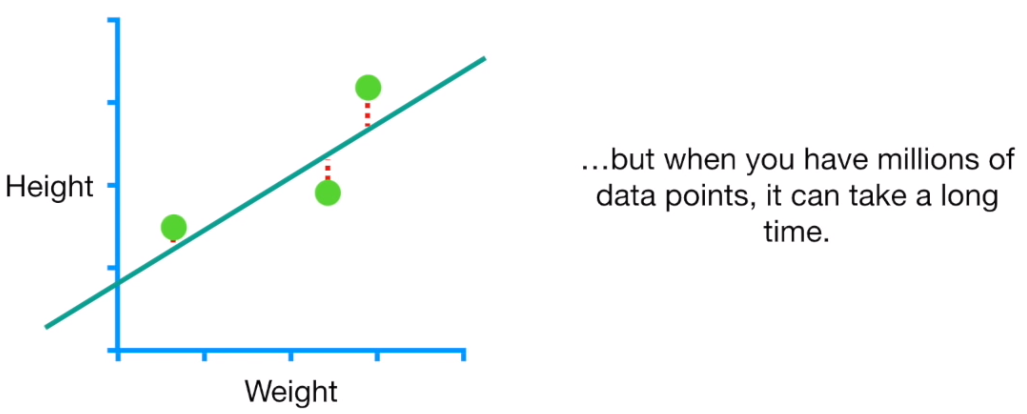 Height
Weight
…but when you have millions of
data points, it can take a long
time.